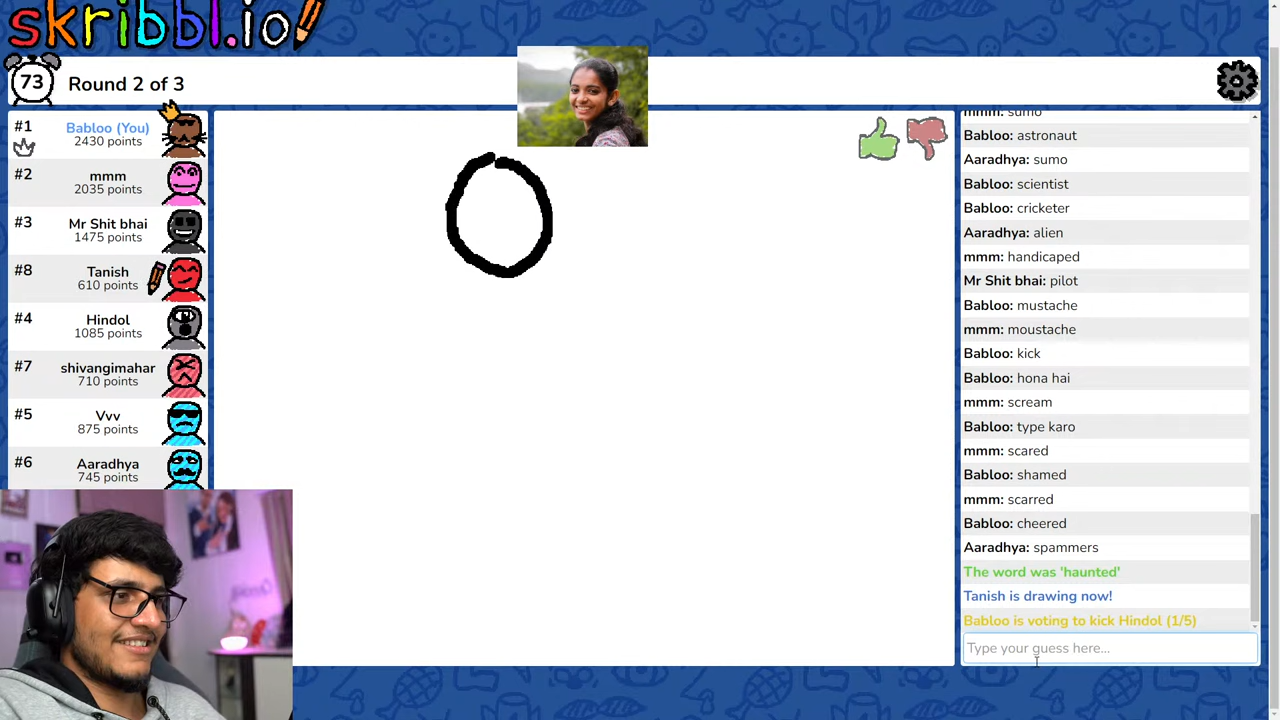 skribbl.io!
73
Round 2 of 3
#1
Babloo (You)
2430 points
#2
mmm
2035 points
#3
Mr Shit bhai
1475 points
#8
Tanish
610 points
#4
Hindol
1085 points
#7
shivangimahar
710 points
#5
Vvv
875 points
#6
Aaradhya
745 points
mmm: sumo
Babloo: astronaut
Aaradhya: sumo
Babloo: scientist
Babloo: cricketer
Aaradhya: alien
mmm: handicaped
Mr Shit bhai: pilot
Babloo: mustache
mmm: moustache
Babloo: kick
Babloo: hona hai
mmm: scream
Babloo: type karo
mmm: scared
Babloo: shamed
mmm: scarred
Babloo: cheered
Aaradhya: spammers
The word was 'haunted'
Tanish is drawing now!
Babloo is voting to kick Hindol (1/5)
Type your guess here...